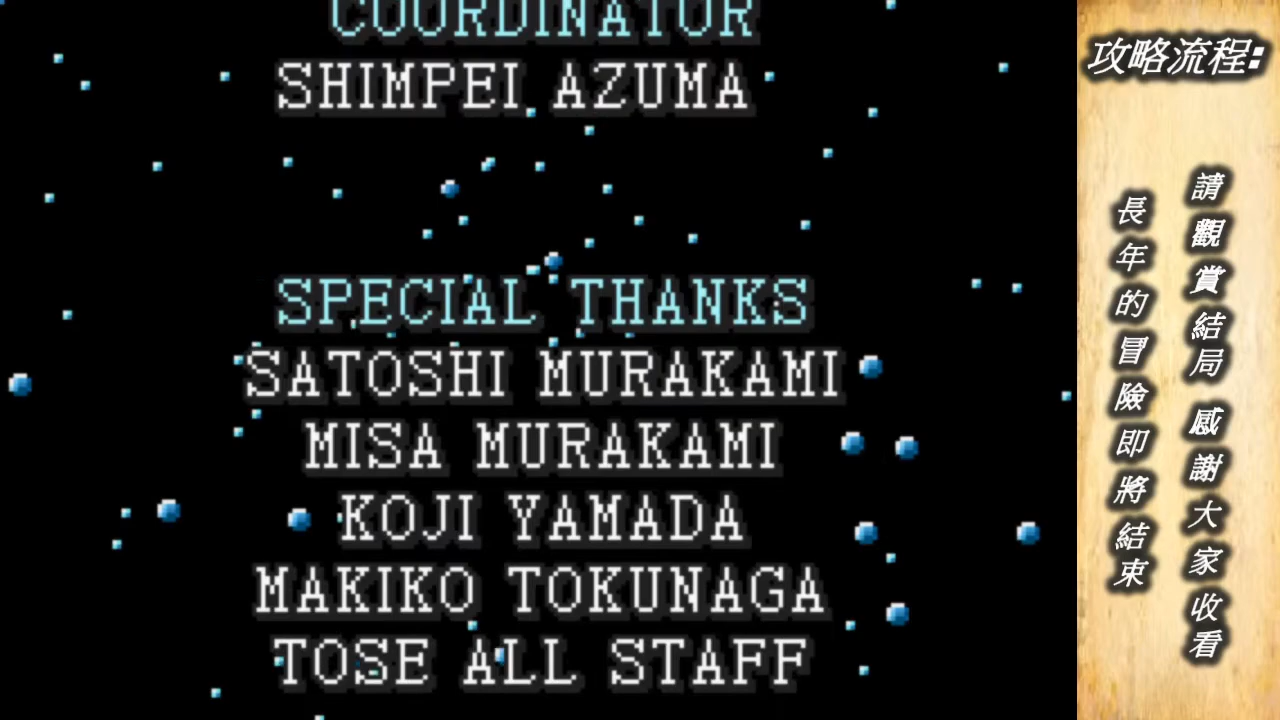 COORDINATOR
SHIMPEI AZUMA
SPECIAL THANKS
SATOSHI MURAKAMI
MISA MURAKAMI
KOJI YAMADA
MAKIKO TOKUNAGA
TOSE ALL STAFF
攻略流程:
請觀賞結局 感謝大家收看
長年的冒險即將結束